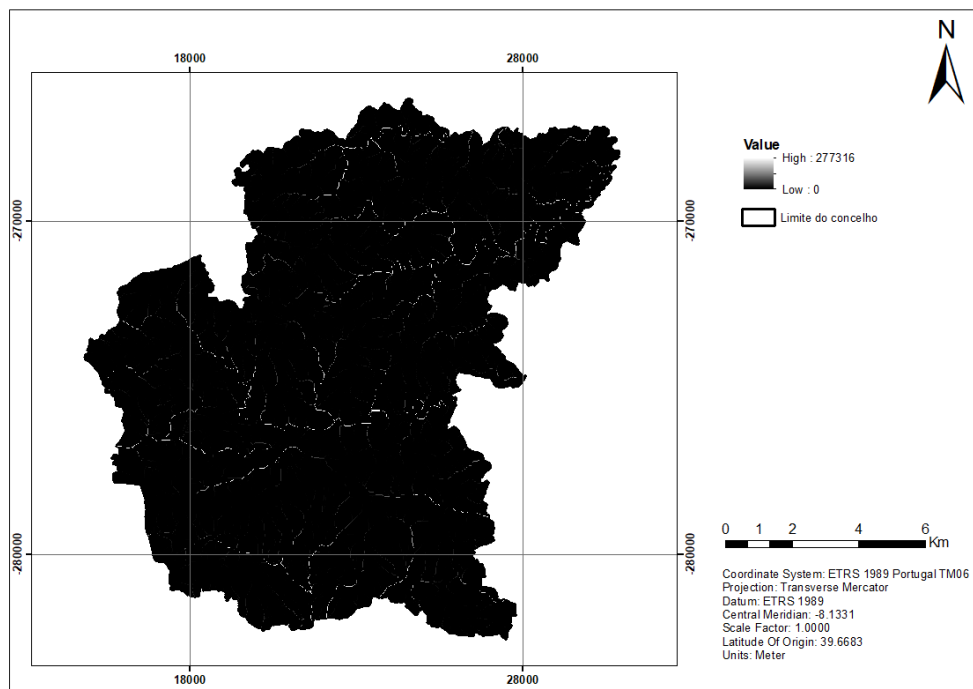 18000
28000
N
-270000
-270000
Value
High : 277316
Low : 0
Limite do concelho
-280000
-280000
0 1 2 4 6
Km
Coordinate System: ETRS 1989 Portugal TM06
Projection: Transverse Mercator
Datum: ETRS 1989
Central Meridian: -8.1331
Scale Factor: 1.0000
Latitude Of Origin: 39.6683
Units: Meter
18000
28000